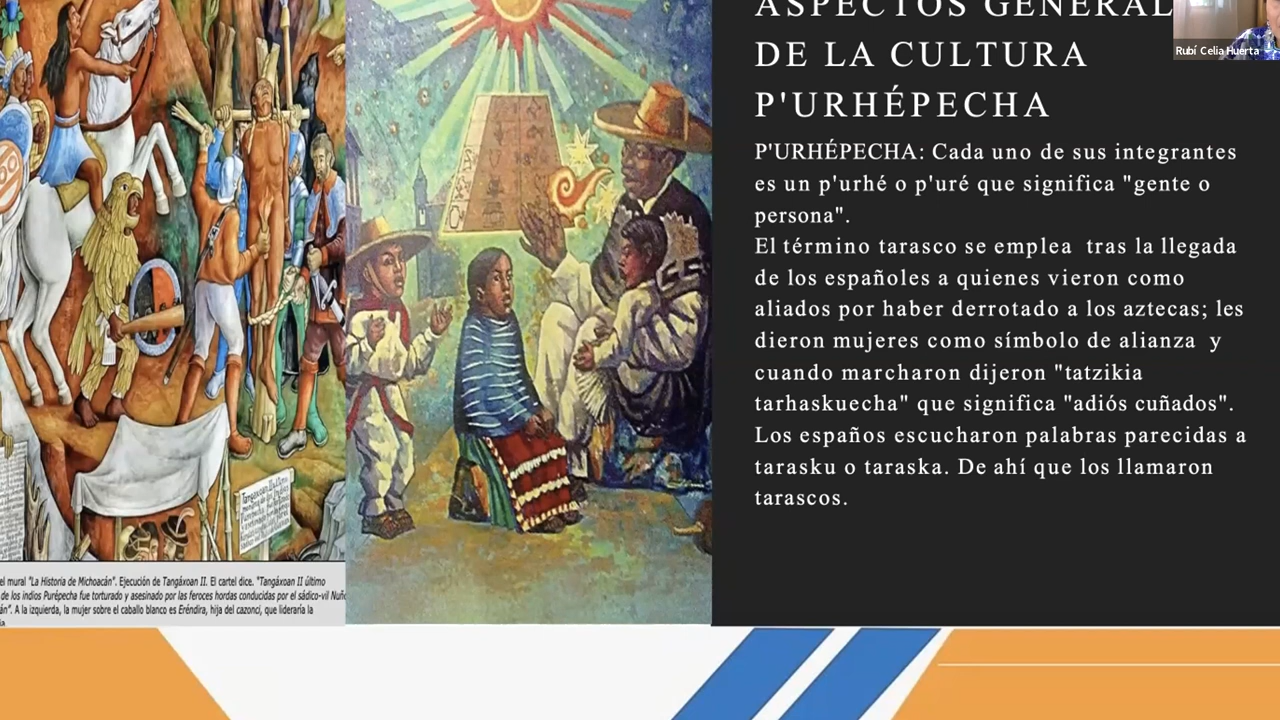 ASPECTOS GENERAL
DE LA CULTURA
P'URHÉPECHA
Rubí Celia Huerta
P'URHÉPECHA: Cada uno de sus integrantes
es un p'urhé o p'uré que significa "gente o
persona".
El término tarasco se emplea tras la llegada
de los españoles a quienes vieron como
aliados por haber derrotado a los aztecas; les
dieron mujeres como símbolo de alianza y
cuando marcharon dijeron "tatzikia
tarhaskuecha" que significa "adiós cuñados".
Los españos escucharon palabras parecidas a
tarasku o taraska. De ahí que los llamaron
tarascos.
el mural "La Historia de Michoacán". Ejecución de Tangáxoan II. El cartel dice. "Tangáxoan II último
de los indios Purépecha fue torturado y asesinado por las feroces hordas conducidas por el sádico-vil Nuño
án". A la izquierda, la mujer sobre el caballo blanco es Eréndira, hija del cazonci, que lideraría la